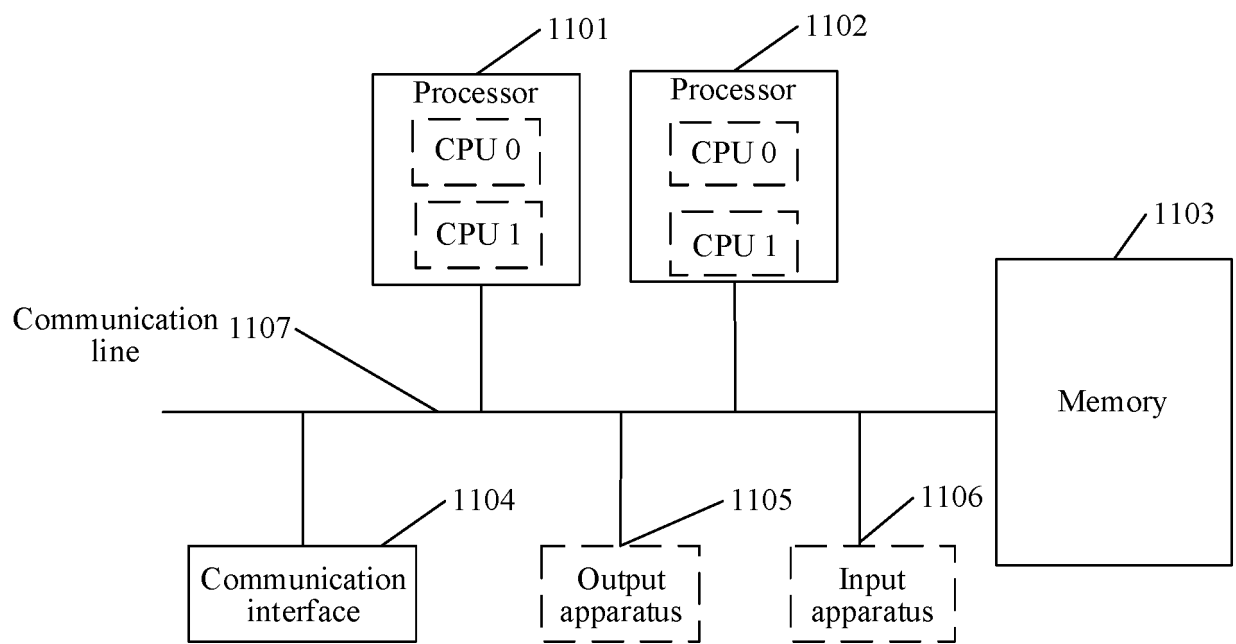 1101
1102
Processor
Processor
CPU 0
CPU 0
CPU 1
CPU 1
1103
Communication
line
1107
Memory
1104
1105
1106
Communication
interface
Output
apparatus
Input
apparatus